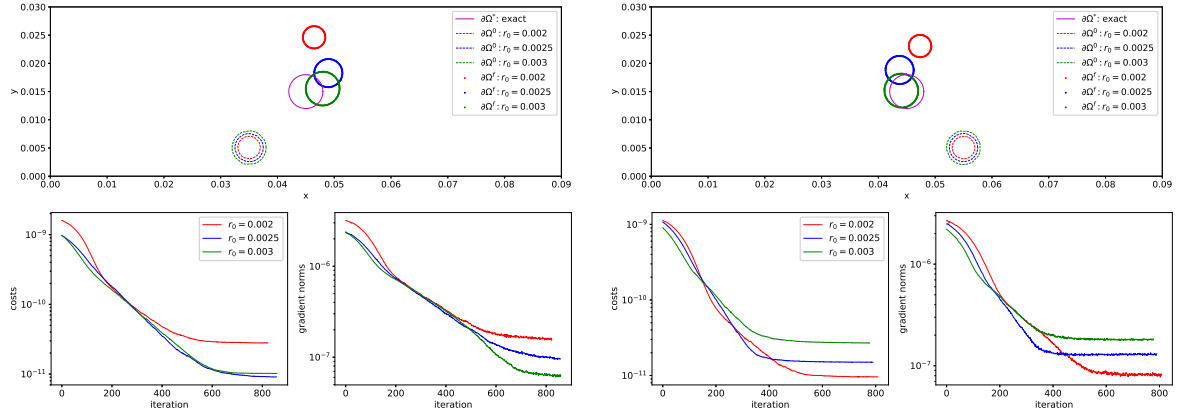 0.030
0.025
0.020
0.015
0.010
0.005
0.000
y
0.00 0.01 0.02 0.03 0.04 0.05 0.06 0.07 0.08 0.09
x
∂Ω*: exact
∂Ω⁰: r₀ = 0.002
∂Ω⁰: r₀ = 0.0025
∂Ω⁰: r₀ = 0.003
∂Ωᶠ: r₀ = 0.002
∂Ωᶠ: r₀ = 0.0025
∂Ωᶠ: r₀ = 0.003
0.030
0.025
0.020
0.015
0.010
0.005
0.000
y
0.00 0.01 0.02 0.03 0.04 0.05 0.06 0.07 0.08 0.09
x
∂Ω*: exact
∂Ω⁰: r₀ = 0.002
∂Ω⁰: r₀ = 0.0025
∂Ω⁰: r₀ = 0.003
∂Ωᶠ: r₀ = 0.002
∂Ωᶠ: r₀ = 0.0025
∂Ωᶠ: r₀ = 0.003
10⁻⁹
10⁻¹⁰
10⁻¹¹
costs
0 200 400 600 800
iteration
r₀ = 0.002
r₀ = 0.0025
r₀ = 0.003
10⁻⁶
10⁻⁷
gradient norms
0 200 400 600 800
iteration
10⁻⁹
10⁻¹⁰
10⁻¹¹
costs
0 200 400 600 800
iteration
r₀ = 0.002
r₀ = 0.0025
r₀ = 0.003
10⁻⁶
10⁻⁷
gradient norms
0 200 400 600 800
iteration